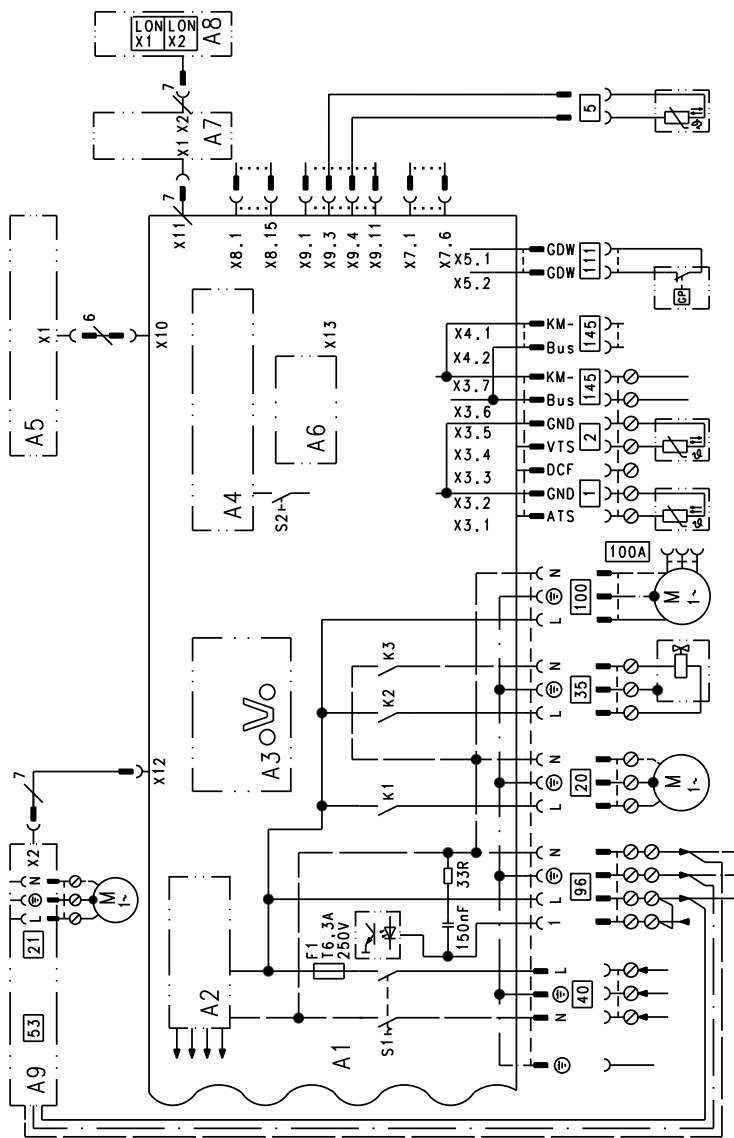 LON LON
X1 X2
A8
7
X1 X2
A7
7
X11
5
ϑ
A5
X1
6
X10
X8.1
X8.15
X9.1
X9.3
X9.4
X9.11
X7.1
X7.6
X13
A6
A4
S2
X5.1
X5.2
GDW
GDW
111
GP
X4.1
X4.2
KM-
Bus
145
X3.7
X3.6
KM-
Bus
145
X3.5
X3.4
GND
VTS
2
ϑ
X3.3
DCF
X3.2
X3.1
GND
ATS
1
ϑ
100A
N
L
100
M
1~
A3
K3
K2
N
L
35
K1
N
L
20
M
1~
X12
7
X2
N
L
M
1~
21
53
A9
A2
F1
T6,3A
250V
33R
150nF
N
L
1
96
A1
S1
L
N
40